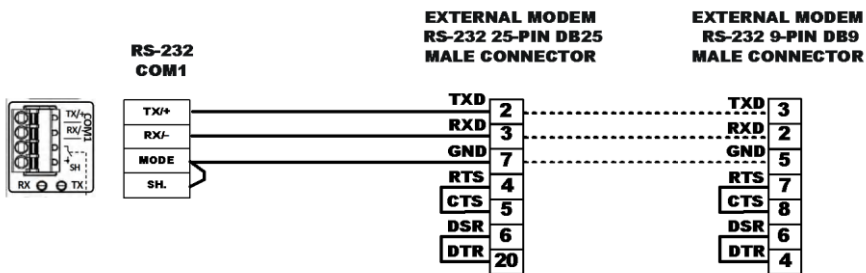 EXTERNAL MODEM
RS-232 25-PIN DB25
MALE CONNECTOR
EXTERNAL MODEM
RS-232 9-PIN DB9
MALE CONNECTOR
RS-232
COM1
TX/+
RX/-
SH
COM1
RX TX
TX/+
RX/-
MODE
SH.
TXD 2
RXD 3
GND 7
RTS 4
CTS 5
DSR 6
DTR 20
TXD 3
RXD 2
GND 5
RTS 7
CTS 8
DSR 6
DTR 4